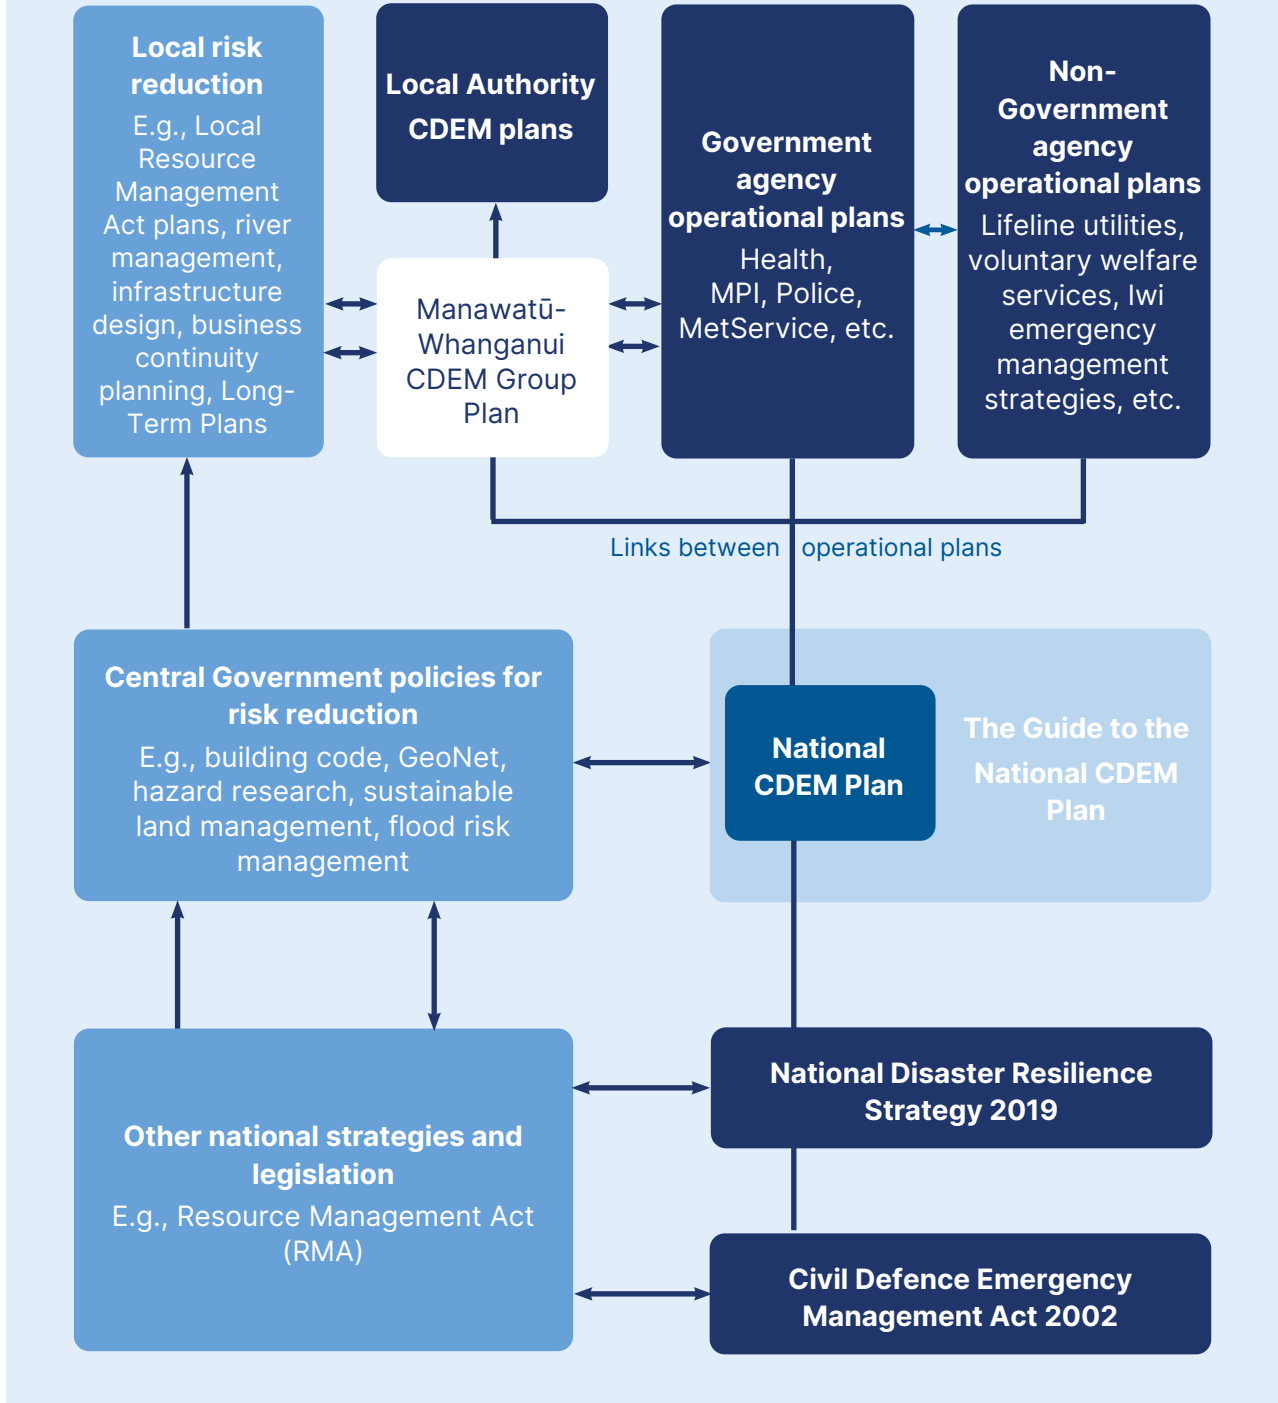 Local risk
reduction
E.g., Local
Resource
Management
Act plans, river
management,
infrastructure
design, business
continuity
planning, Long-
Term Plans
Local Authority
CDEM plans
Manawatū-
Whanganui
CDEM Group
Plan
Government
agency
operational plans
Health,
MPI, Police,
MetService, etc.
Non-
Government
agency
operational plans
Lifeline utilities,
voluntary welfare
services, Iwi
emergency
management
strategies, etc.
Links between operational plans
Central Government policies for
risk reduction
E.g., building code, GeoNet,
hazard research, sustainable
land management, flood risk
management
National
CDEM Plan
The Guide to the
National CDEM
Plan
Other national strategies and
legislation
E.g., Resource Management Act
(RMA)
National Disaster Resilience
Strategy 2019
Civil Defence Emergency
Management Act 2002